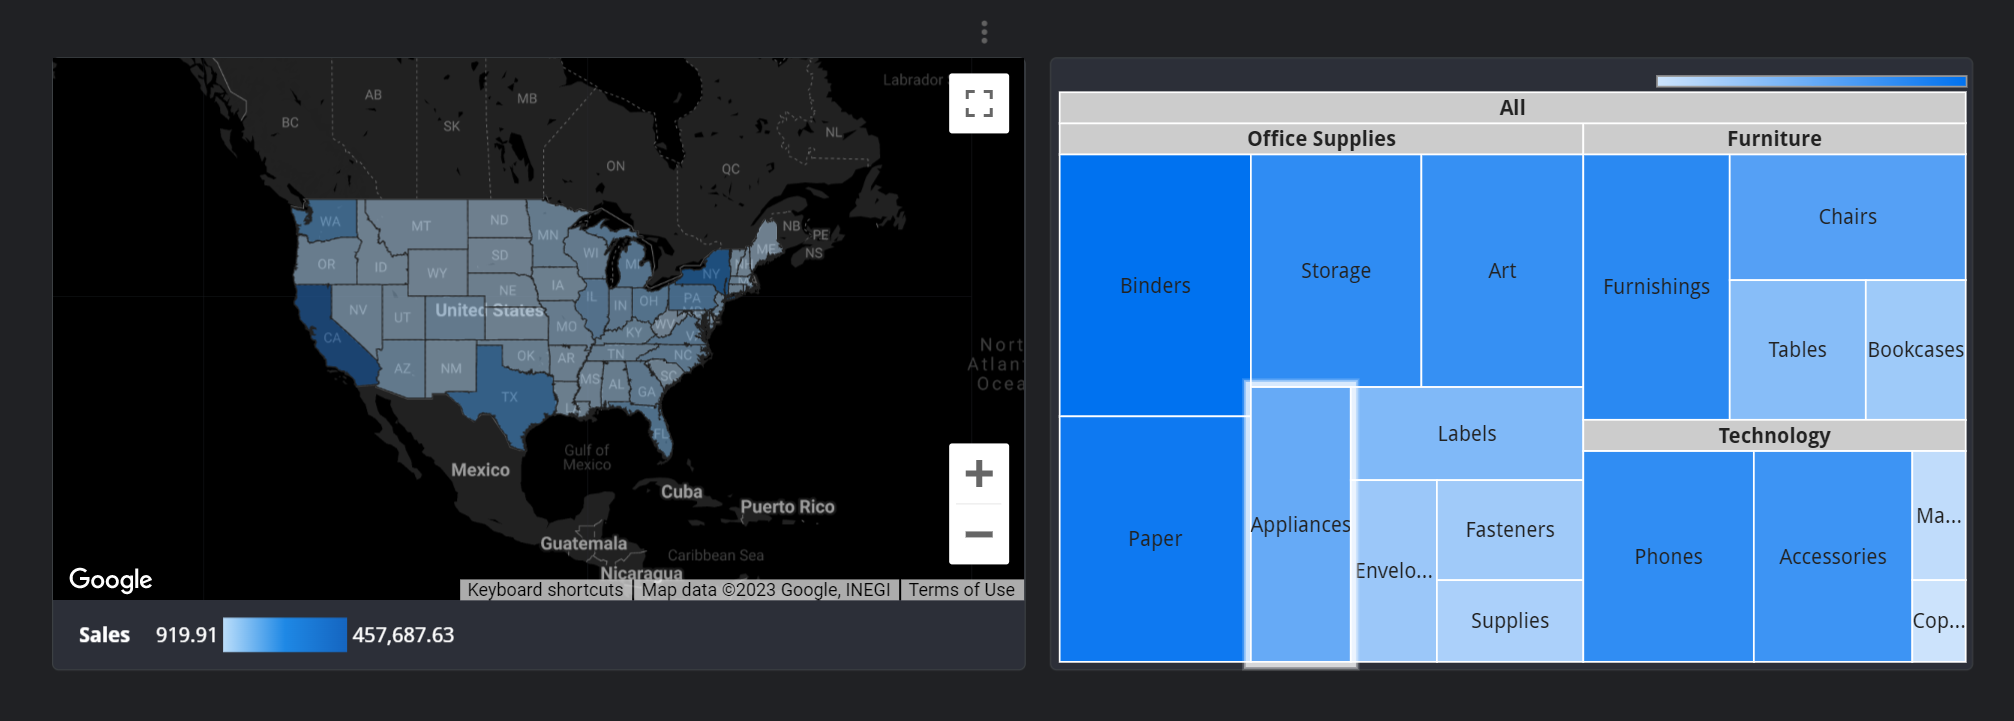 Labrador
AB
MB
BC
SK
NL
ON
QC
NB
PE
NS
WA
MT
ND
MN
ME
OR
ID
SD
WI
MI
NY
WY
NE
IA
IL
IN
OH
PA
NV
UT
United States
MO
KY
WV
CA
AZ
NM
OK
AR
TN
NC
TX
MS
AL
GA
SC
LA
FL
North
Atlan
Ocea
Gulf of
Mexico
Mexico
Cuba
Puerto Rico
Guatemala
Caribbean Sea
Nicaragua
Google
Keyboard shortcuts
Map data ©2023 Google, INEGI
Terms of Use
Sales 919.91 457,687.63
All
Office Supplies
Furniture
Binders
Storage
Art
Furnishings
Chairs
Tables
Bookcases
Paper
Appliances
Labels
Envelo...
Fasteners
Supplies
Technology
Phones
Accessories
Ma...
Cop...